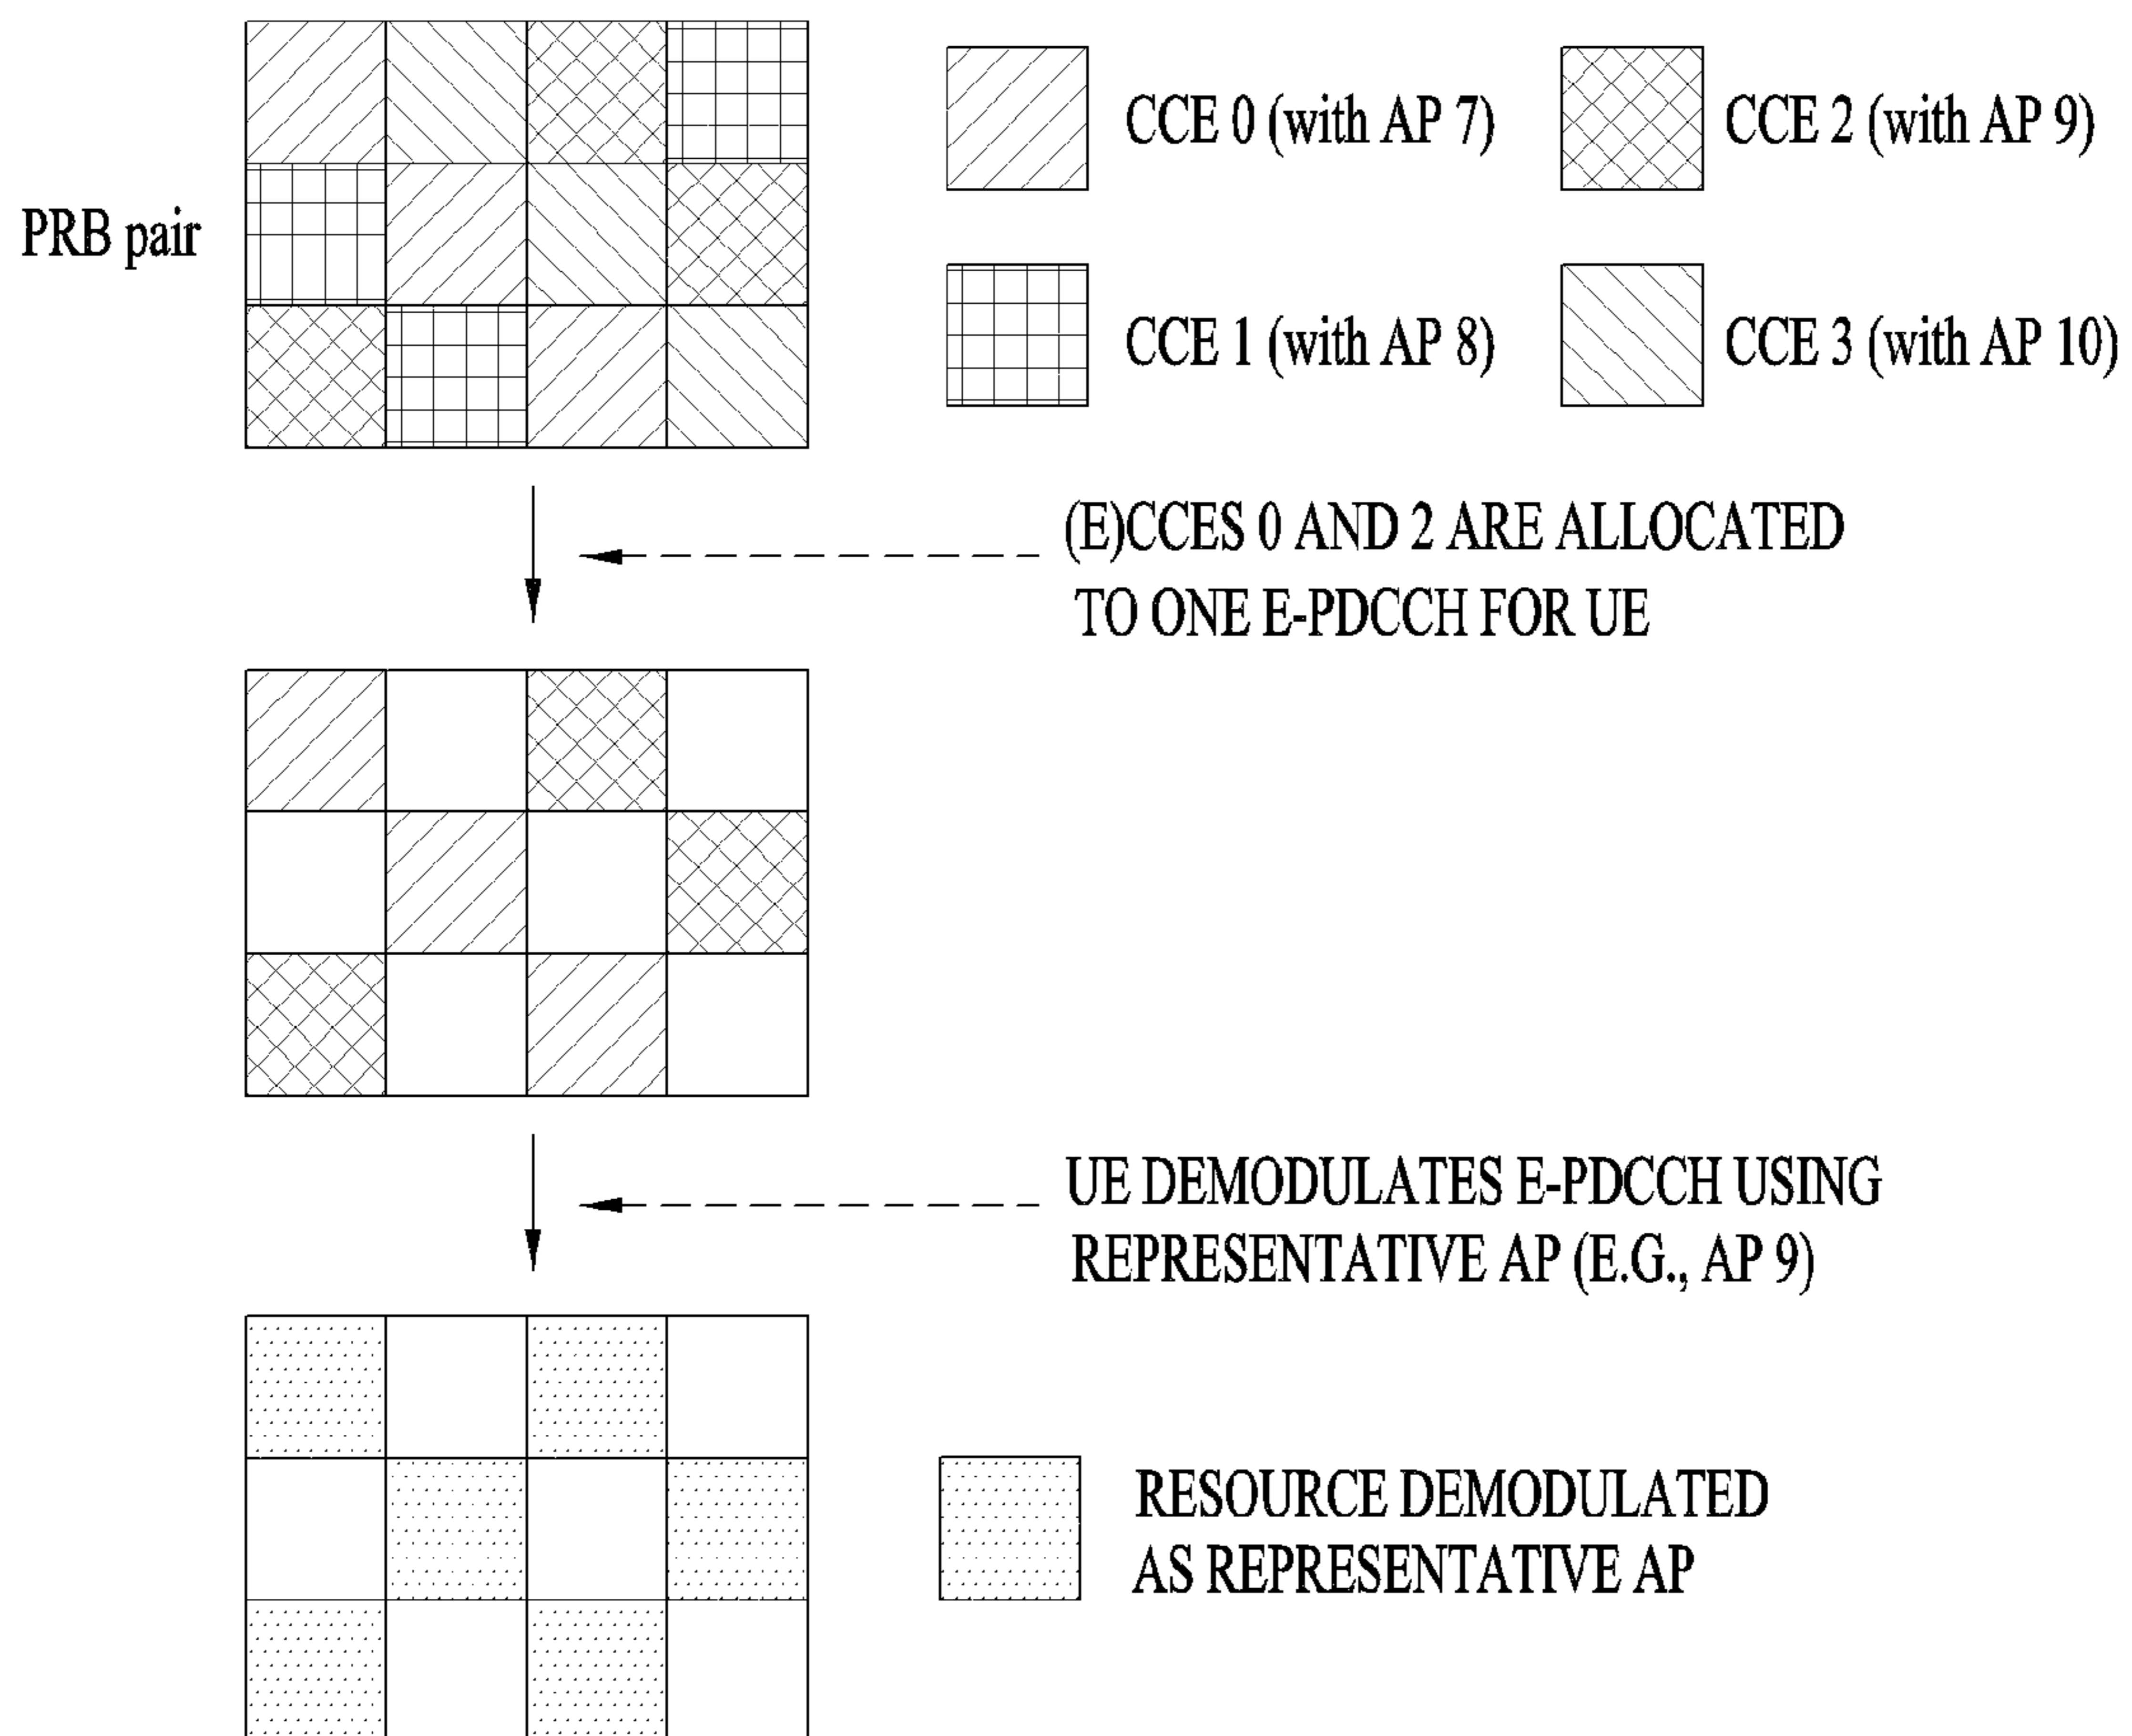 CCE 0 (with AP 7)
CCE 2 (with AP 9)
PRB pair
CCE 1 (with AP 8)
CCE 3 (with AP 10)
(E)CCES 0 AND 2 ARE ALLOCATED
TO ONE E-PDCCH FOR UE
UE DEMODULATES E-PDCCH USING
REPRESENTATIVE AP (E.G., AP 9)
RESOURCE DEMODULATED
AS REPRESENTATIVE AP